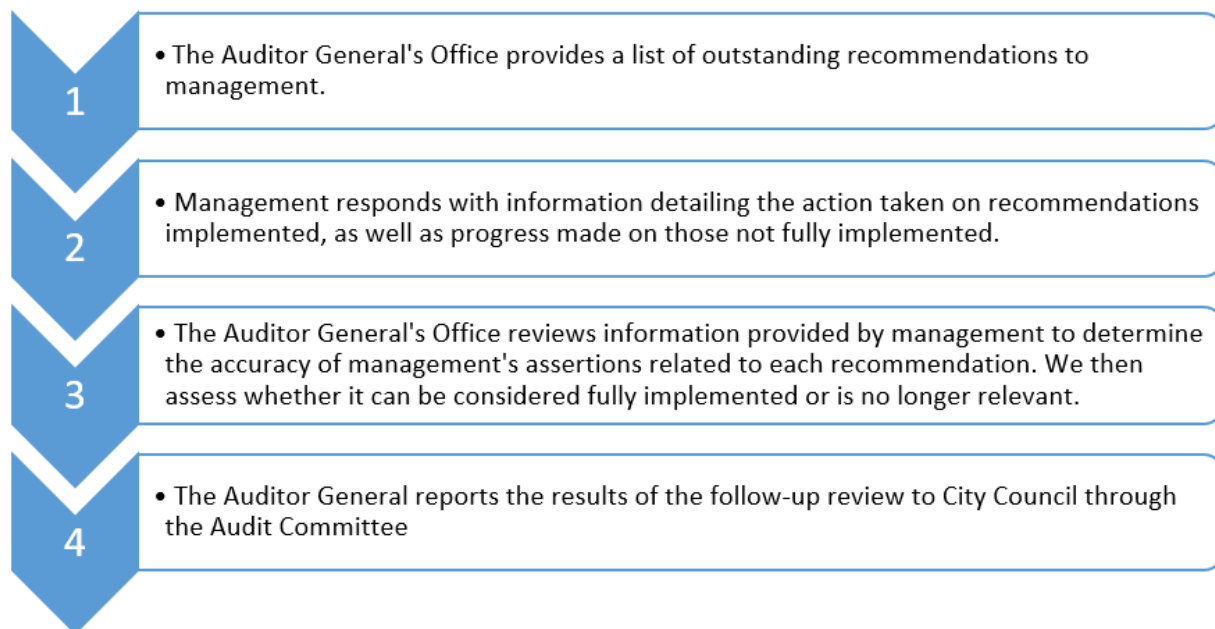 1
• The Auditor General's Office provides a list of outstanding recommendations to
management.
2
• Management responds with information detailing the action taken on recommendations
implemented, as well as progress made on those not fully implemented.
3
• The Auditor General's Office reviews information provided by management to determine
the accuracy of management's assertions related to each recommendation. We then
assess whether it can be considered fully implemented or is no longer relevant.
4
• The Auditor General reports the results of the follow-up review to City Council through
the Audit Committee